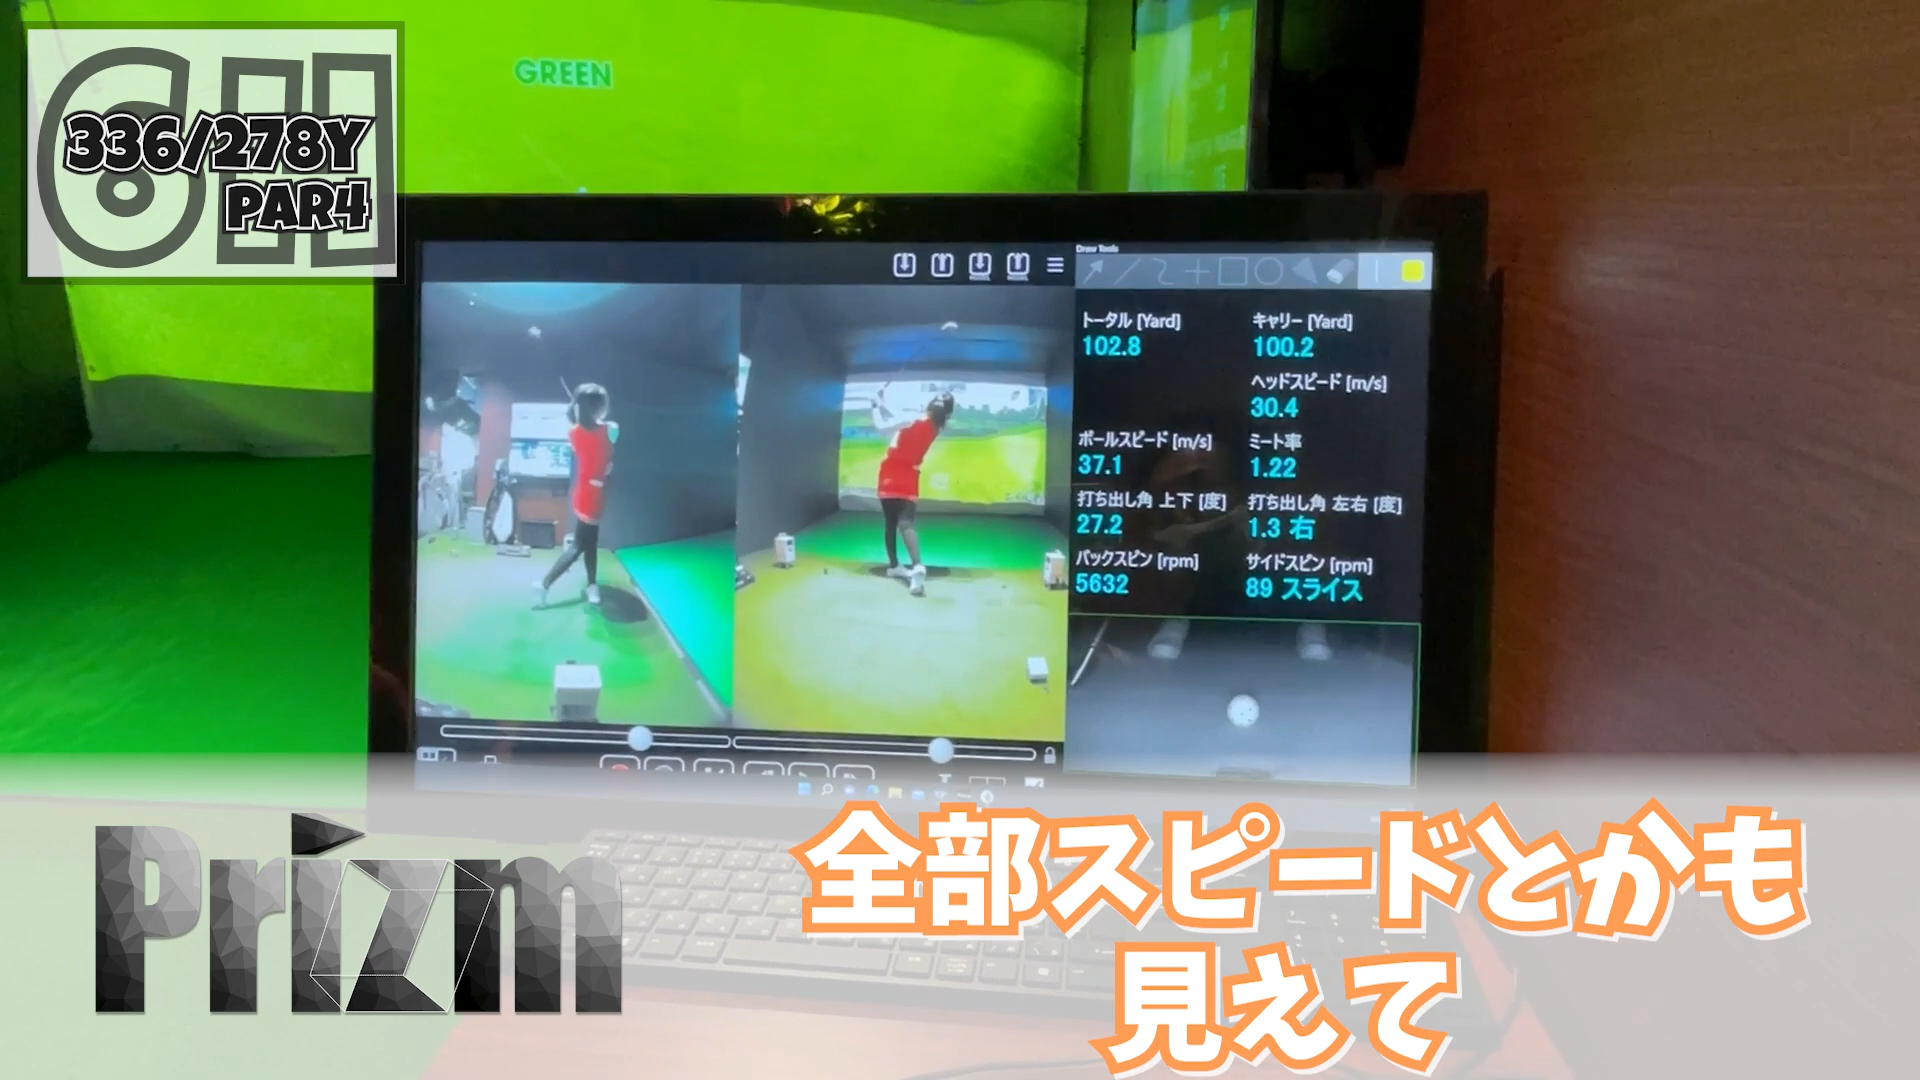 6H
336/278Y
PAR4
GREEN
Draw Tools
トータル [Yard]
102.8
キャリー [Yard]
100.2
ヘッドスピード [m/s]
30.4
ボールスピード [m/s]
37.1
ミート率
1.22
打ち出し角 上下 [度]
27.2
打ち出し角 左右 [度]
1.3 右
バックスピン [rpm]
5632
サイドスピン [rpm]
89 スライス
Prizm
全部スピードとかも
見えて